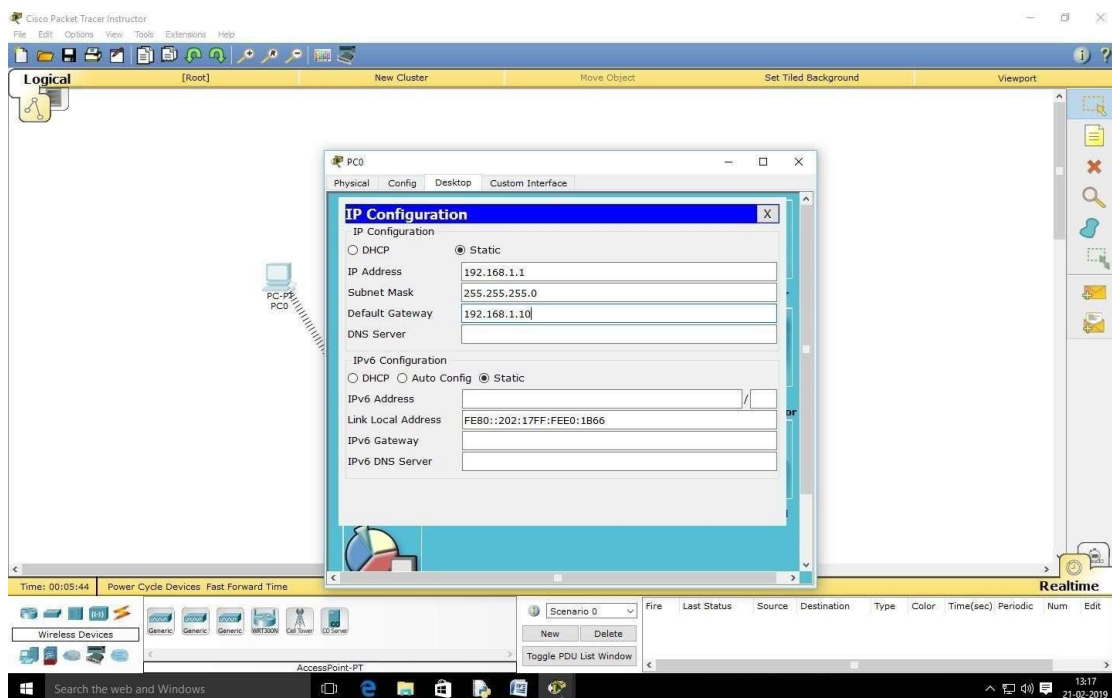 Cisco Packet Tracer Instructor
File Edit Options View Tools Extensions Help
Logical [Root] New Cluster Move Object Set Tiled Background Viewport
PC0
Physical Config Desktop Custom Interface
IP Configuration X
IP Configuration
DHCP Static
IP Address 192.168.1.1
Subnet Mask 255.255.255.0
Default Gateway 192.168.1.10
DNS Server
IPv6 Configuration
DHCP Auto Config Static
IPv6 Address /
Link Local Address FE80::202:17FF:FEE0:1B66
IPv6 Gateway
IPv6 DNS Server
PC-PT
PC0
Time: 00:05:44 Power Cycle Devices Fast Forward Time Realtime
Wireless Devices
Generic Generic Generic WRT300N Cell Tower CO Server
AccessPoint-PT
Scenario 0
New Delete
Toggle PDU List Window
Fire Last Status Source Destination Type Color Time(sec) Periodic Num Edit
Search the web and Windows
13:17
21-02-2019